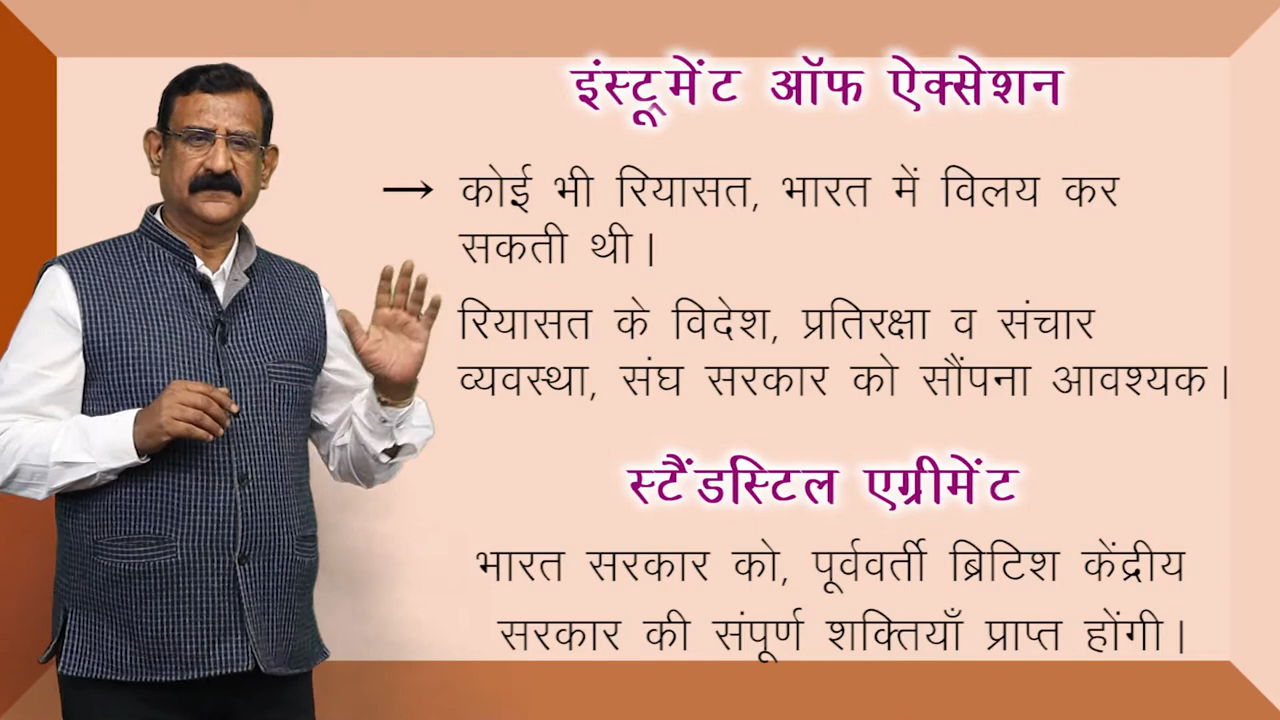 इंस्ट्रूमेंट ऑफ ऐक्सेशन
→ कोई भी रियासत, भारत में विलय कर
सकती थी।
रियासत के विदेश, प्रतिरक्षा व संचार
व्यवस्था, संघ सरकार को सौंपना आवश्यक।
स्टैंडस्टिल एग्रीमेंट
भारत सरकार को, पूर्ववर्ती ब्रिटिश केंद्रीय
सरकार की संपूर्ण शक्तियाँ प्राप्त होंगी।